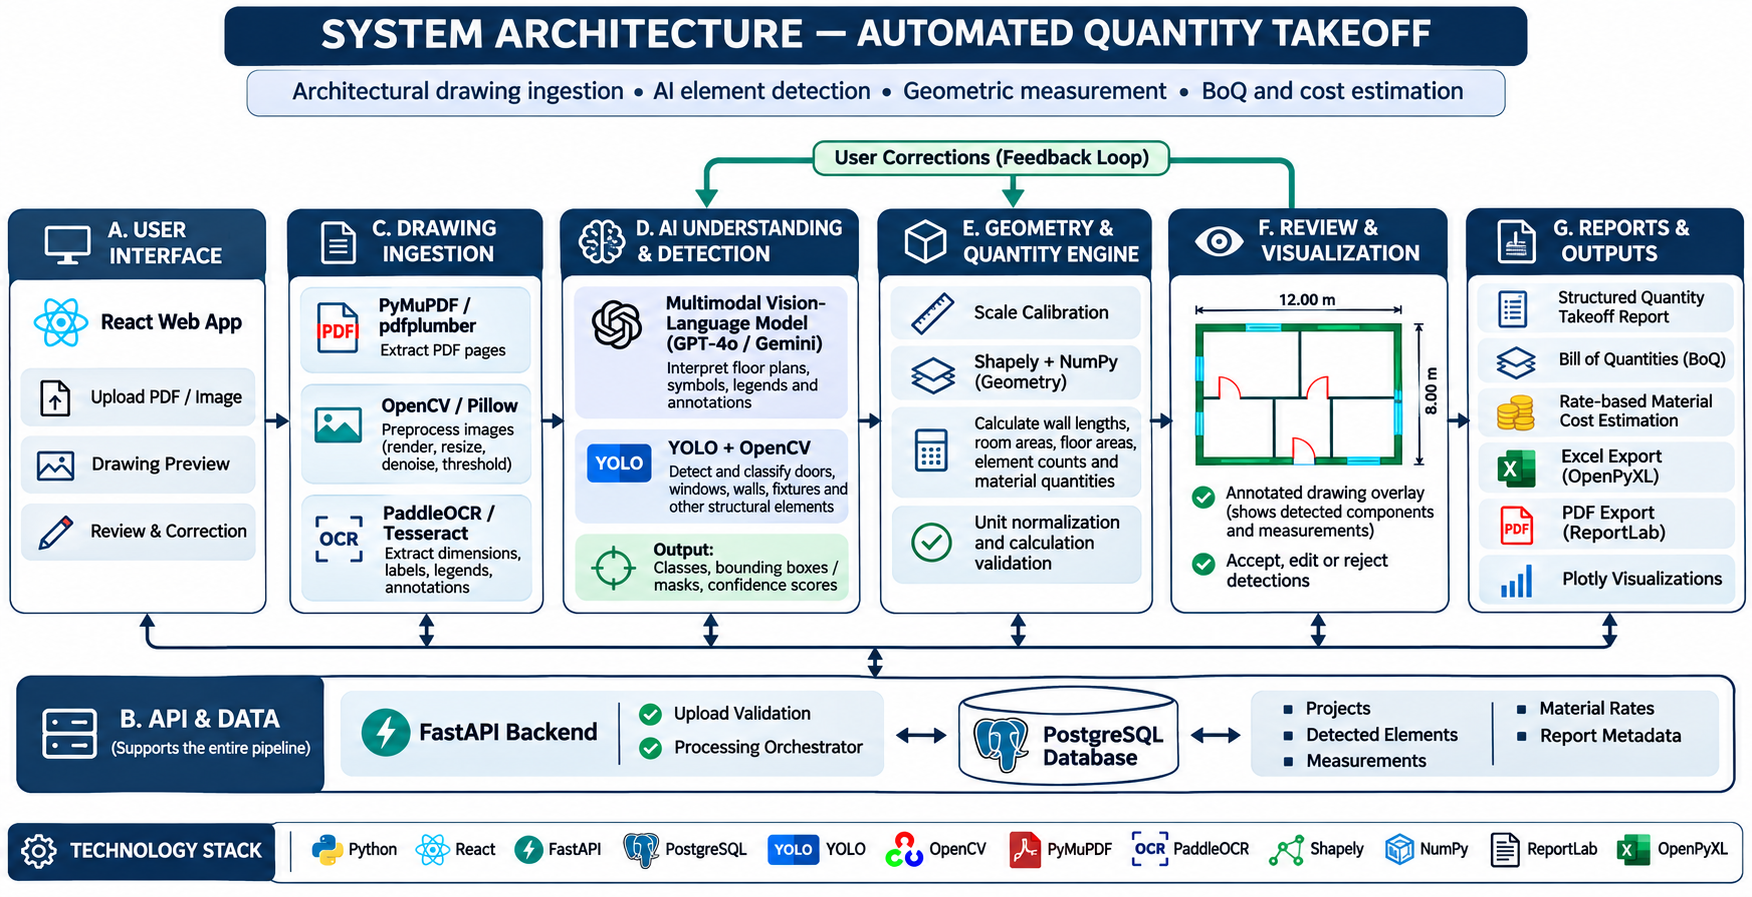 SYSTEM ARCHITECTURE — AUTOMATED QUANTITY TAKEOFF
Architectural drawing ingestion • AI element detection • Geometric measurement • BoQ and cost estimation
User Corrections (Feedback Loop)
A. USER
INTERFACE
React Web App
Upload PDF / Image
Drawing Preview
Review & Correction
C. DRAWING
INGESTION
PDF
PyMuPDF /
pdfplumber
Extract PDF pages
OpenCV / Pillow
Preprocess images
(render, resize,
denoise, threshold)
OCR
PaddleOCR /
Tesseract
Extract dimensions,
labels, legends,
annotations
D. AI UNDERSTANDING
& DETECTION
Multimodal Vision-
Language Model
(GPT-4o / Gemini)
Interpret floor plans,
symbols, legends and
annotations
YOLO
YOLO + OpenCV
Detect and classify doors,
windows, walls, fixtures and
other structural elements
Output:
Classes, bounding boxes /
masks, confidence scores
E. GEOMETRY &
QUANTITY ENGINE
Scale Calibration
Shapely + NumPy
(Geometry)
Calculate wall lengths,
room areas, floor areas,
element counts and
material quantities
Unit normalization
and calculation
validation
F. REVIEW &
VISUALIZATION
12.00 m
8.00 m
Annotated drawing overlay
(shows detected components
and measurements)
Accept, edit or reject
detections
G. REPORTS &
OUTPUTS
Structured Quantity
Takeoff Report
Bill of Quantities (BoQ)
Rate-based Material
Cost Estimation
X
Excel Export
(OpenPyXL)
PDF
PDF Export
(ReportLab)
Plotly Visualizations
B. API & DATA
(Supports the entire pipeline)
FastAPI Backend
Upload Validation
Processing Orchestrator
PostgreSQL
Database
Projects
Detected Elements
Measurements
Material Rates
Report Metadata
TECHNOLOGY STACK
Python
React
FastAPI
PostgreSQL
YOLO
YOLO
OpenCV
PyMuPDF
OCR
PaddleOCR
Shapely
NumPy
ReportLab
X
OpenPyXL